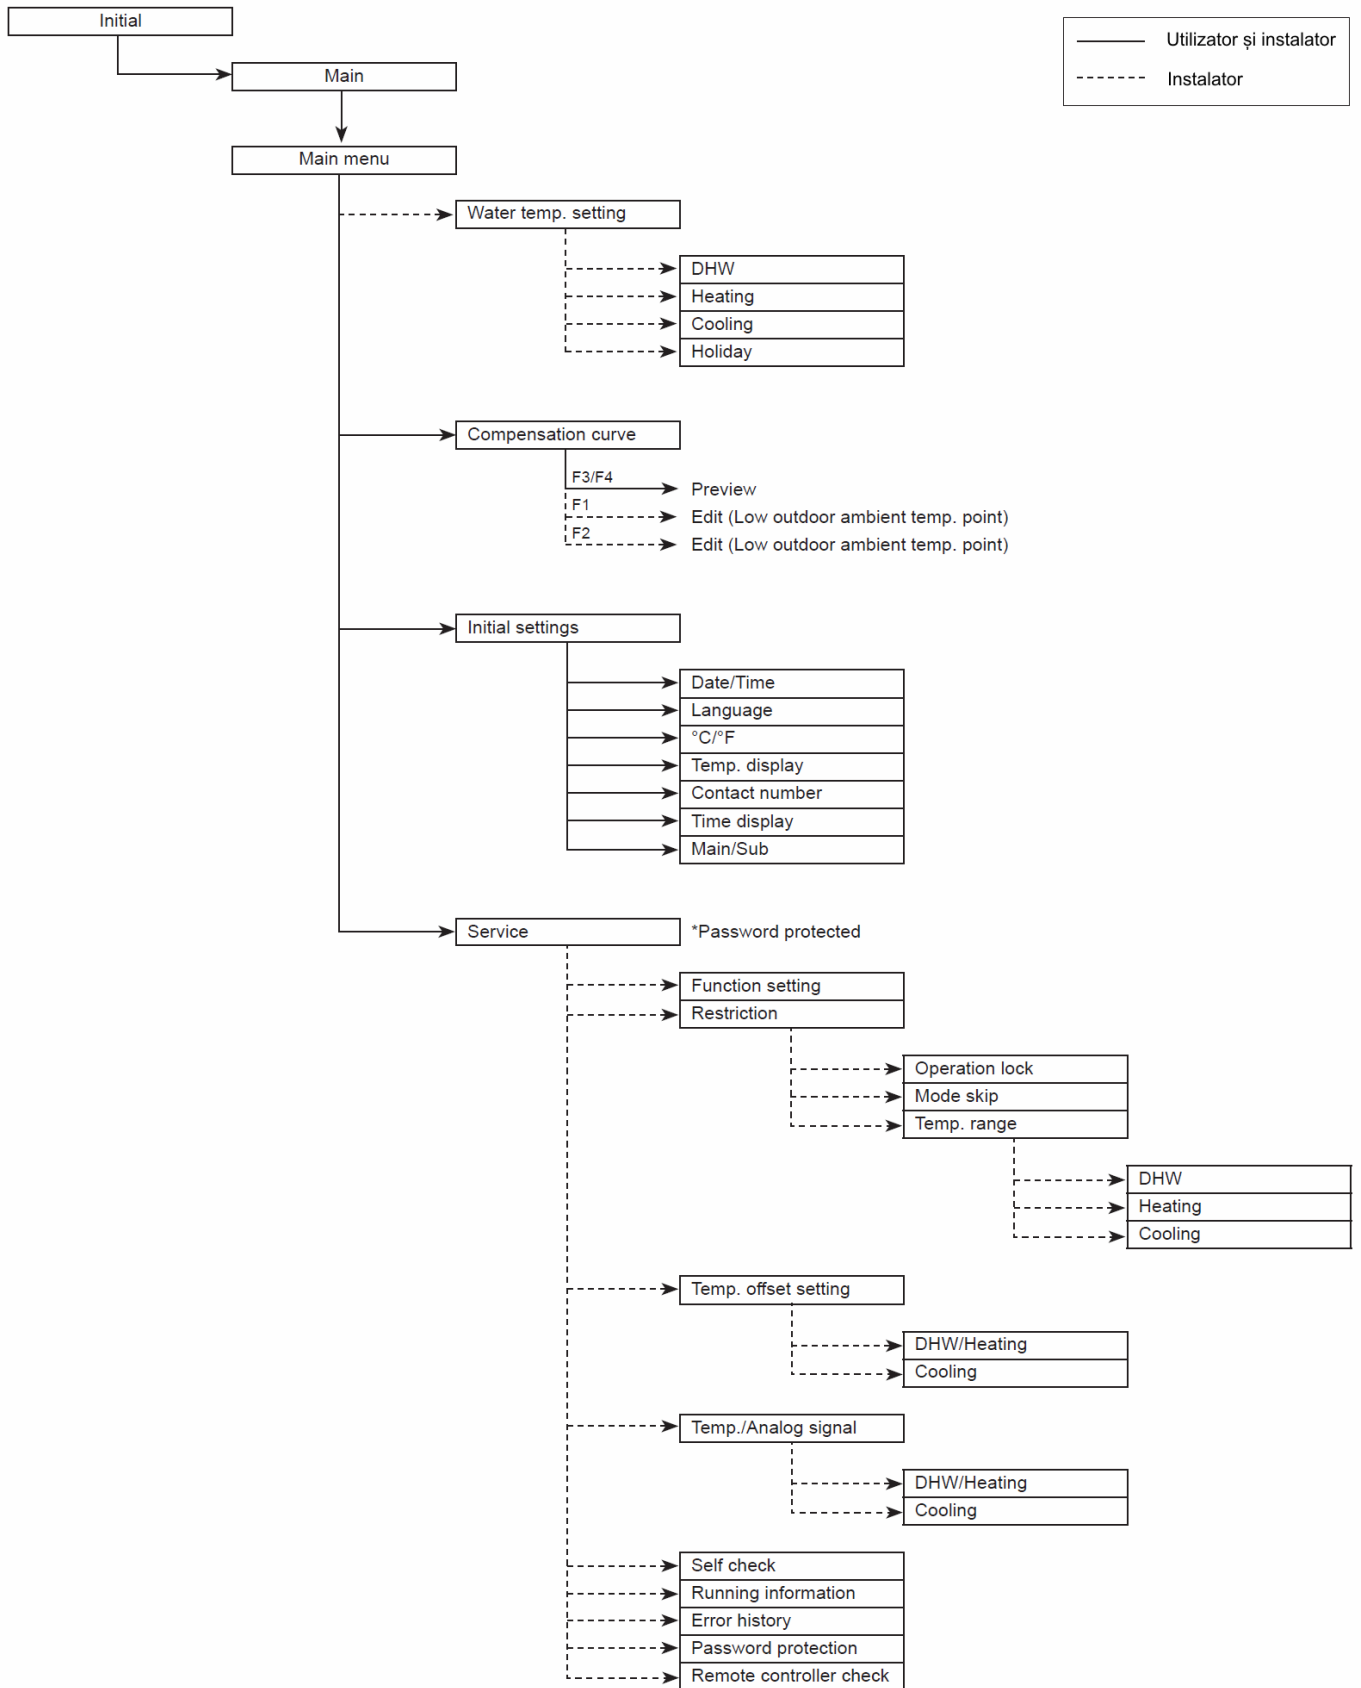 Initial
Utilizator și instalator
Instalator
Main
Main menu
Water temp. setting
DHW
Heating
Cooling
Holiday
Compensation curve
F3/F4
Preview
F1
Edit (Low outdoor ambient temp. point)
F2
Edit (Low outdoor ambient temp. point)
Initial settings
Date/Time
Language
°C/°F
Temp. display
Contact number
Time display
Main/Sub
Service
*Password protected
Function setting
Restriction
Operation lock
Mode skip
Temp. range
DHW
Heating
Cooling
Temp. offset setting
DHW/Heating
Cooling
Temp./Analog signal
DHW/Heating
Cooling
Self check
Running information
Error history
Password protection
Remote controller check